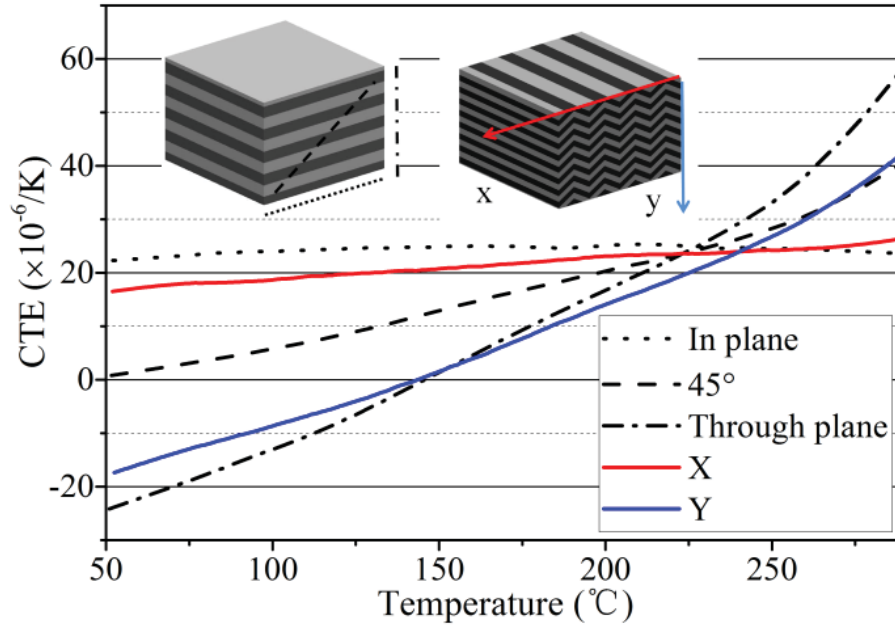 60
40
20
0
-20
CTE (×10⁻⁶/K)
x
y
In plane
45°
Through plane
X
Y
50
100
150
200
250
Temperature (℃)